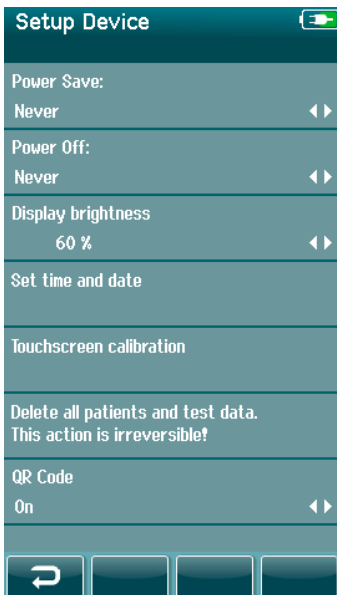 Setup Device
Power Save:
Never
Power Off:
Never
Display brightness
60 %
Set time and date
Touchscreen calibration
Delete all patients and test data.
This action is irreversible!
QR Code
On